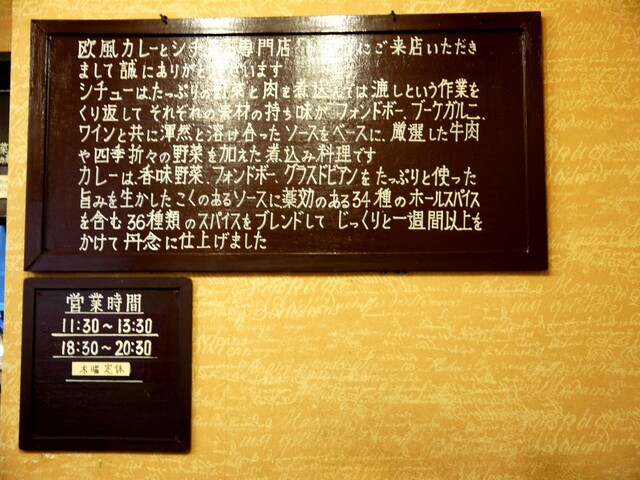 欧風カレーとシチ 専門店 にご来店いただき
まして誠にありがとうございます
シチューは、たっぷりの野菜と肉を煮込んでは漉しという作業を
くり返して それぞれの素材の持ち味が、フォンドボー、ブーケガルニ、
ワインと共に渾然と溶け合ったソースをベースに、厳選した牛肉
や四季折々の野菜を加えた煮込み料理です
カレーは、香味野菜、フォンドボー、グラスドビアンをたっぷりと使った
旨みを生かしたこくのあるソースに薬効のある34種のホールスパイス
を含む36種類のスパイスをブレンドして じっくりと一週間以上を
かけて丹念に仕上げました
営業時間
11:30～13:30
18:30～20:30
木曜定休